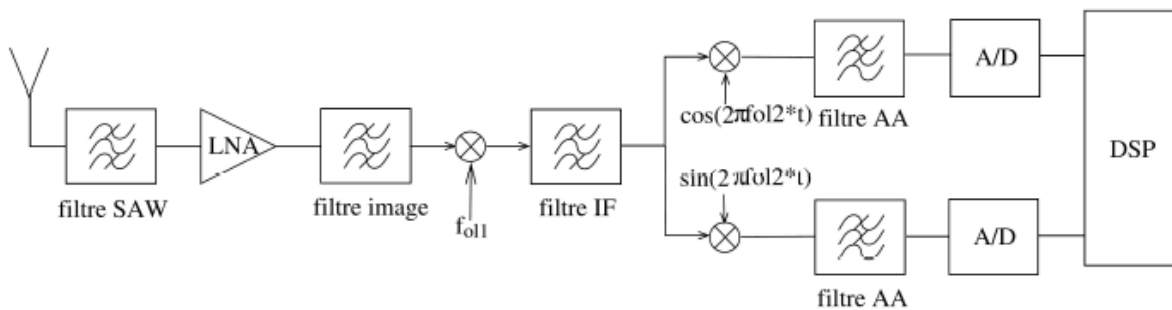 filtre SAW
LNA
filtre image
f_ol1
filtre IF
cos(2πfol2*t)
filtre AA
A/D
sin(2πfol2*t)
filtre AA
A/D
DSP